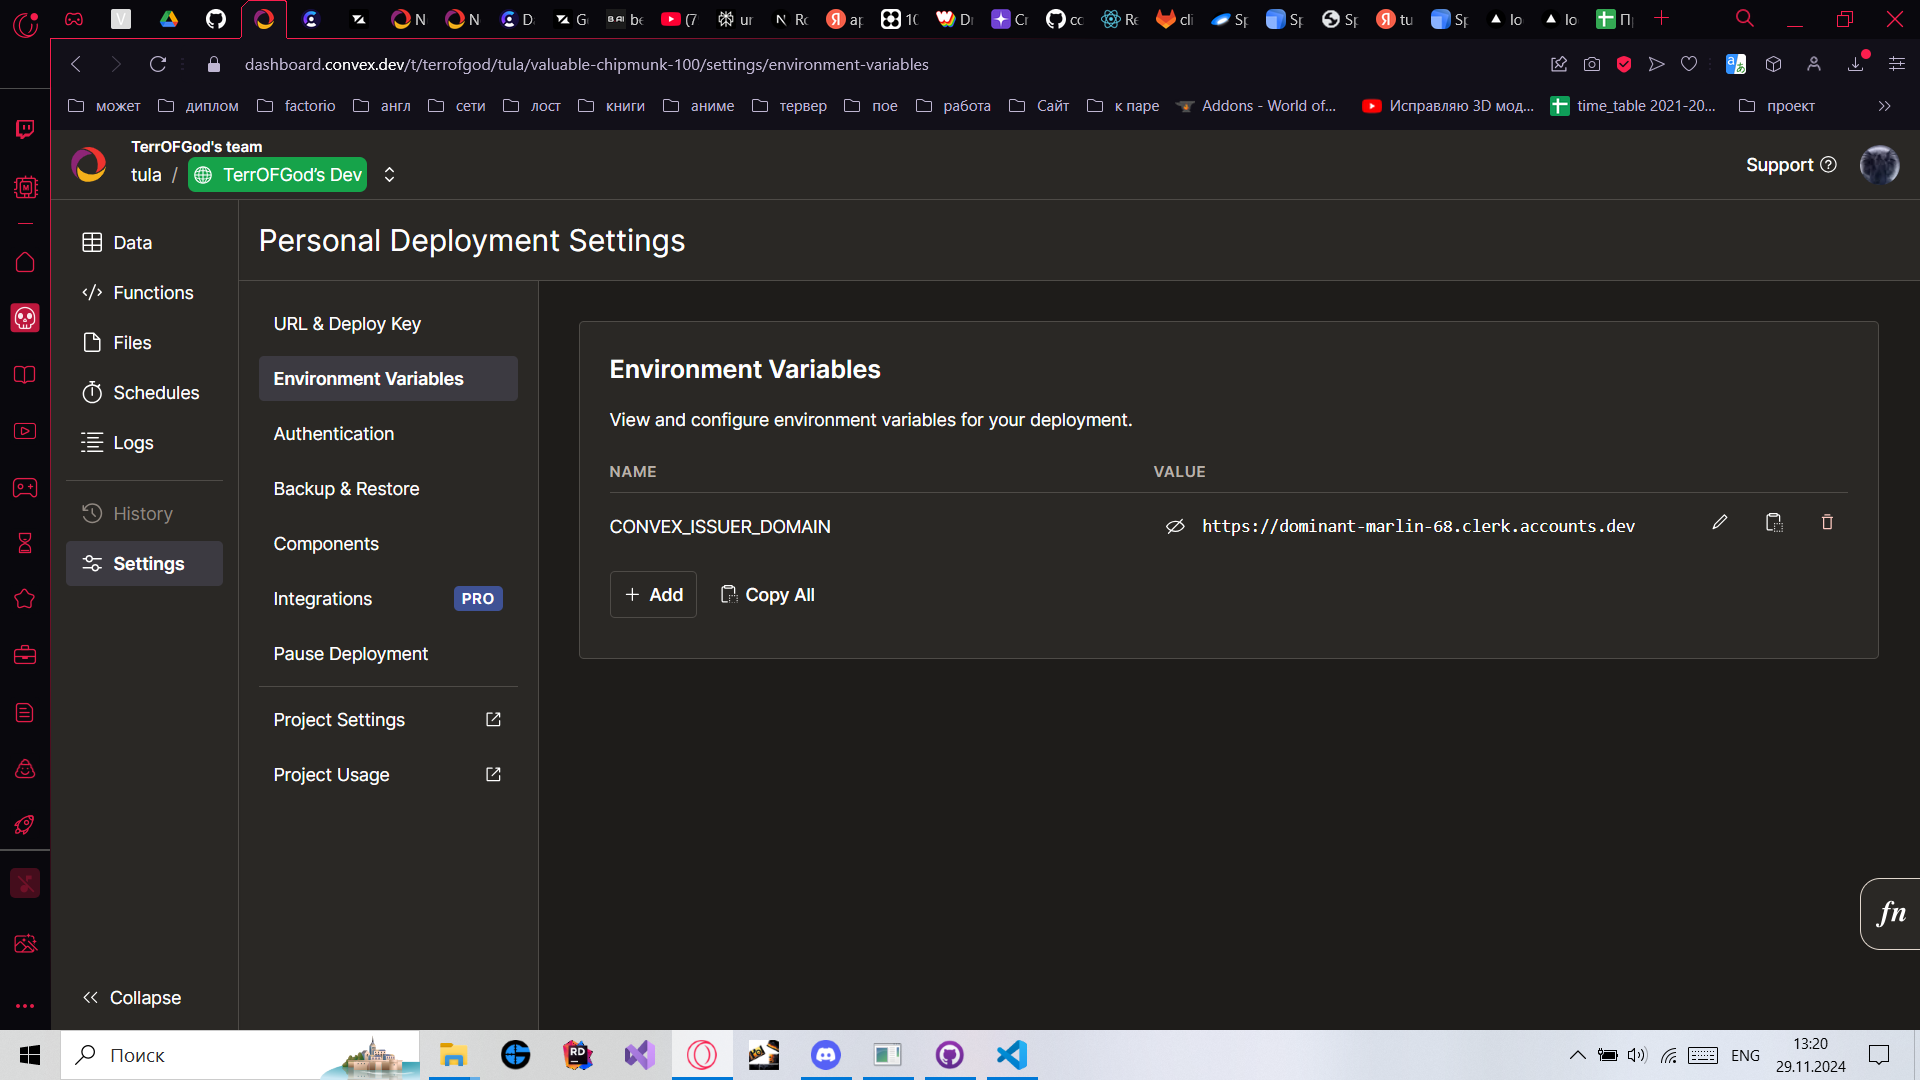 N
N
D
G
(7
ur
Rc
ap
10
Dr
Cr
cc
Re
cli
Sp
Sp
Sp
tu
Sp
lo
lo
dashboard.convex.dev/t/terrofgod/tula/valuable-chipmunk-100/settings/environment-variables
может
диплом
factorio
англ
сети
лост
книги
аниме
тервер
пое
работа
Сайт
к паре
Addons - World of...
Исправляю 3D мод...
time_table 2021-20...
проект
TerrOFGod's team
tula / TerrOFGod's Dev
Support
Data
Functions
Files
Schedules
Logs
History
Settings
Collapse
Personal Deployment Settings
URL & Deploy Key
Environment Variables
Authentication
Backup & Restore
Components
Integrations PRO
Pause Deployment
Project Settings
Project Usage
Environment Variables
View and configure environment variables for your deployment.
NAME VALUE
CONVEX_ISSUER_DOMAIN https://dominant-marlin-68.clerk.accounts.dev
+ Add Copy All
fn
Поиск
RD
ENG
13:20
29.11.2024